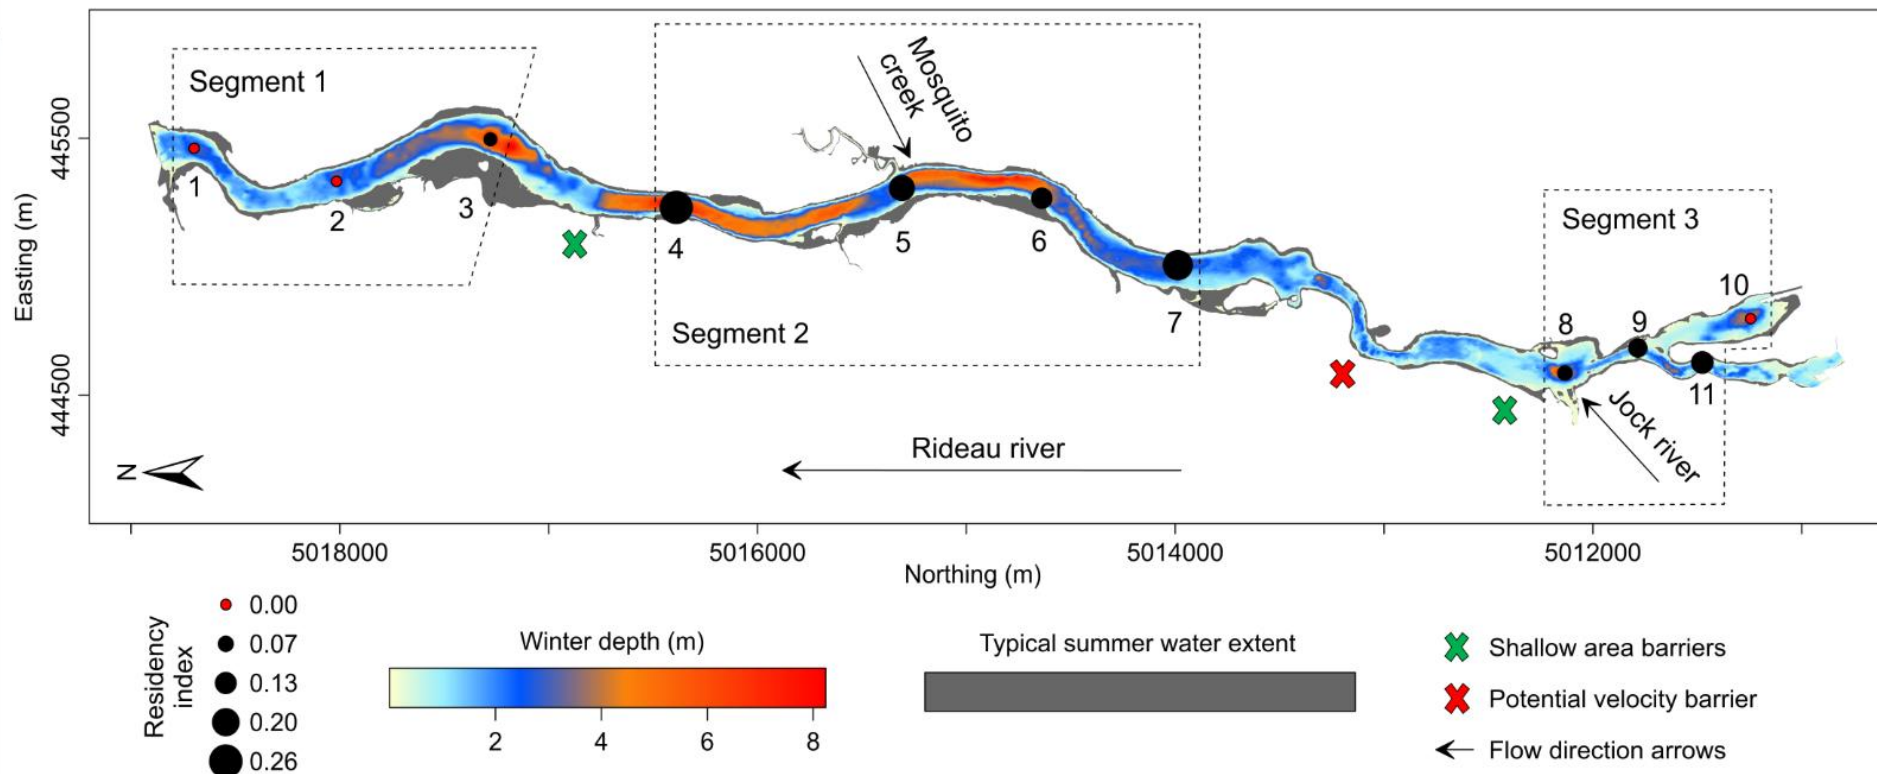 Segment 1
Mosquito
creek
Segment 2
Segment 3
1
2
3
4
5
6
7
8
9
10
11
Jock river
Rideau river
N
Easting (m)
445500
444500
5018000
5016000
5014000
5012000
Northing (m)
Residency
index
0.00
0.07
0.13
0.20
0.26
Winter depth (m)
2
4
6
8
Typical summer water extent
Shallow area barriers
Potential velocity barrier
Flow direction arrows